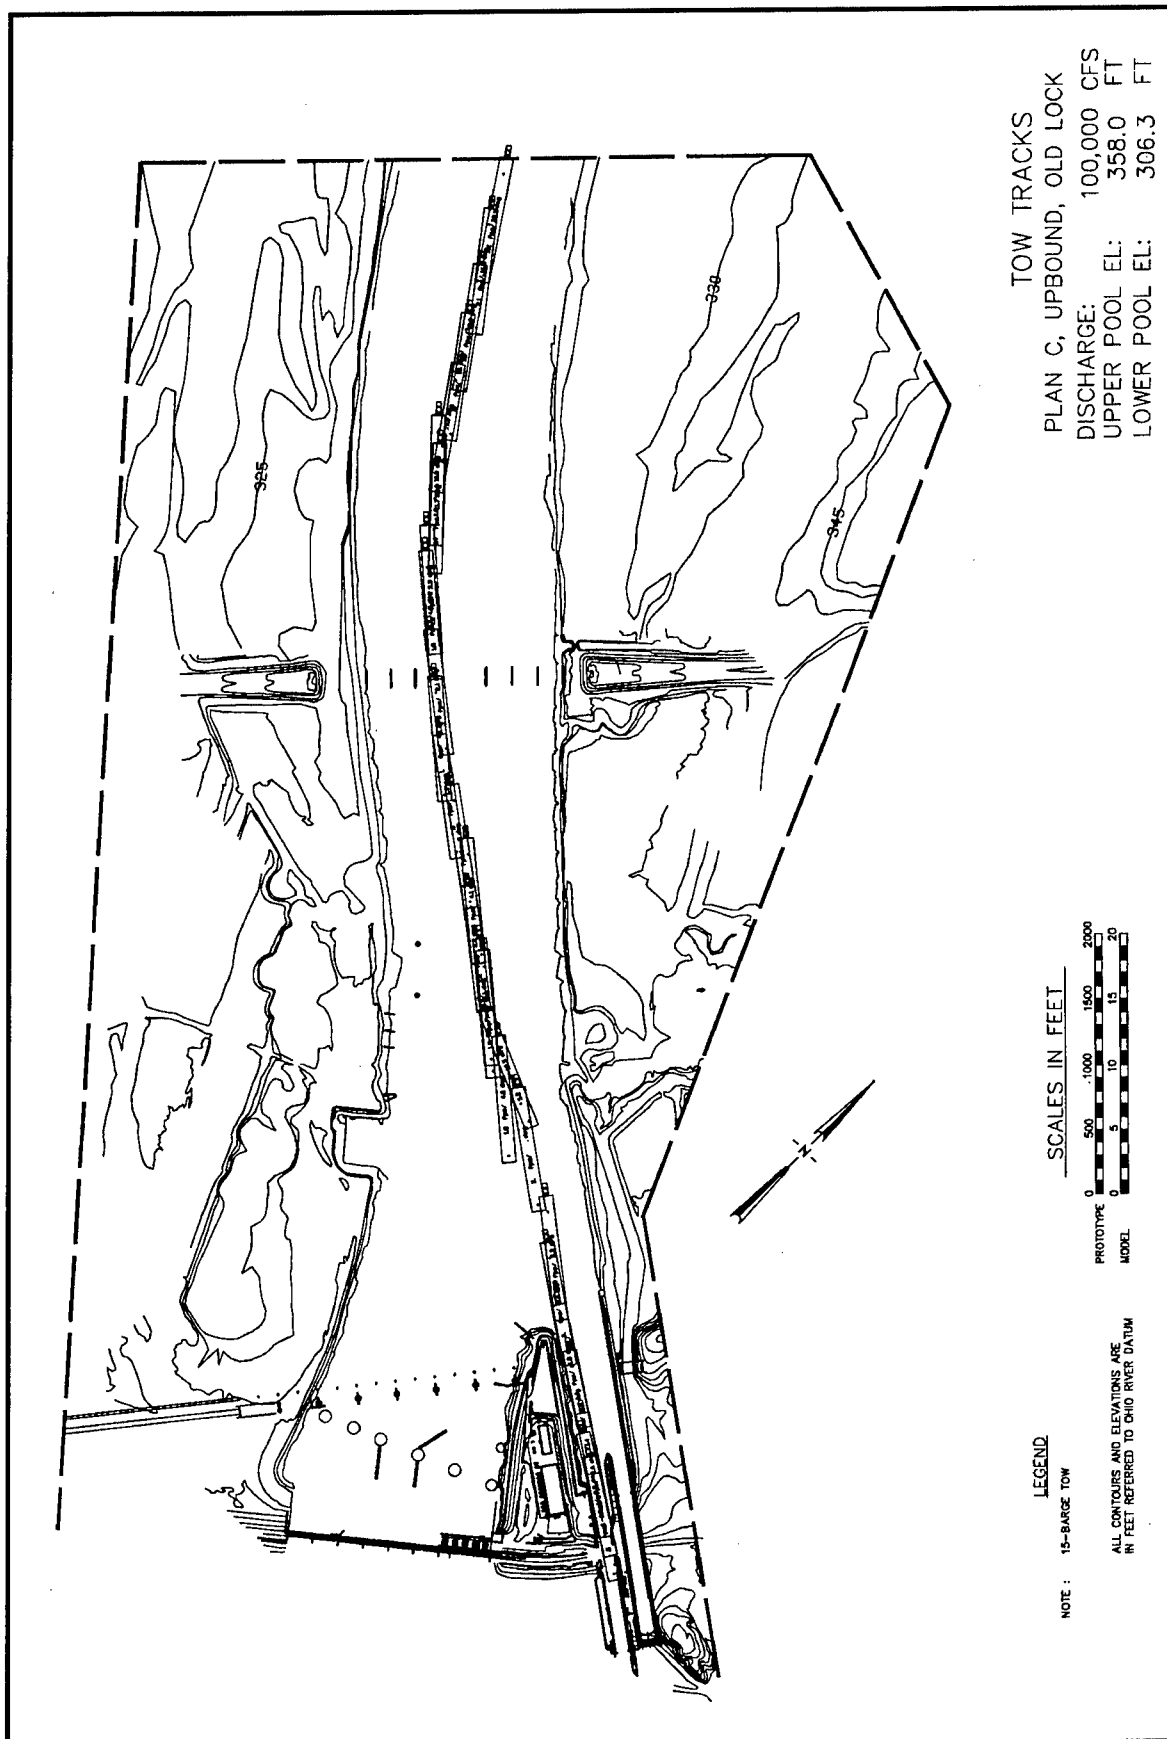 TOW TRACKS
PLAN C, UPBOUND, OLD LOCK
DISCHARGE: 100,000 CFS
UPPER POOL EL: 358.0 FT
LOWER POOL EL: 306.3 FT
325
330
345
N
SCALES IN FEET
PROTOTYPE 0 500 1000 1500 2000
MODEL 0 5 10 15 20
LEGEND
NOTE : 15-BARGE TOW
ALL CONTOURS AND ELEVATIONS ARE
IN FEET REFERRED TO OHIO RIVER DATUM